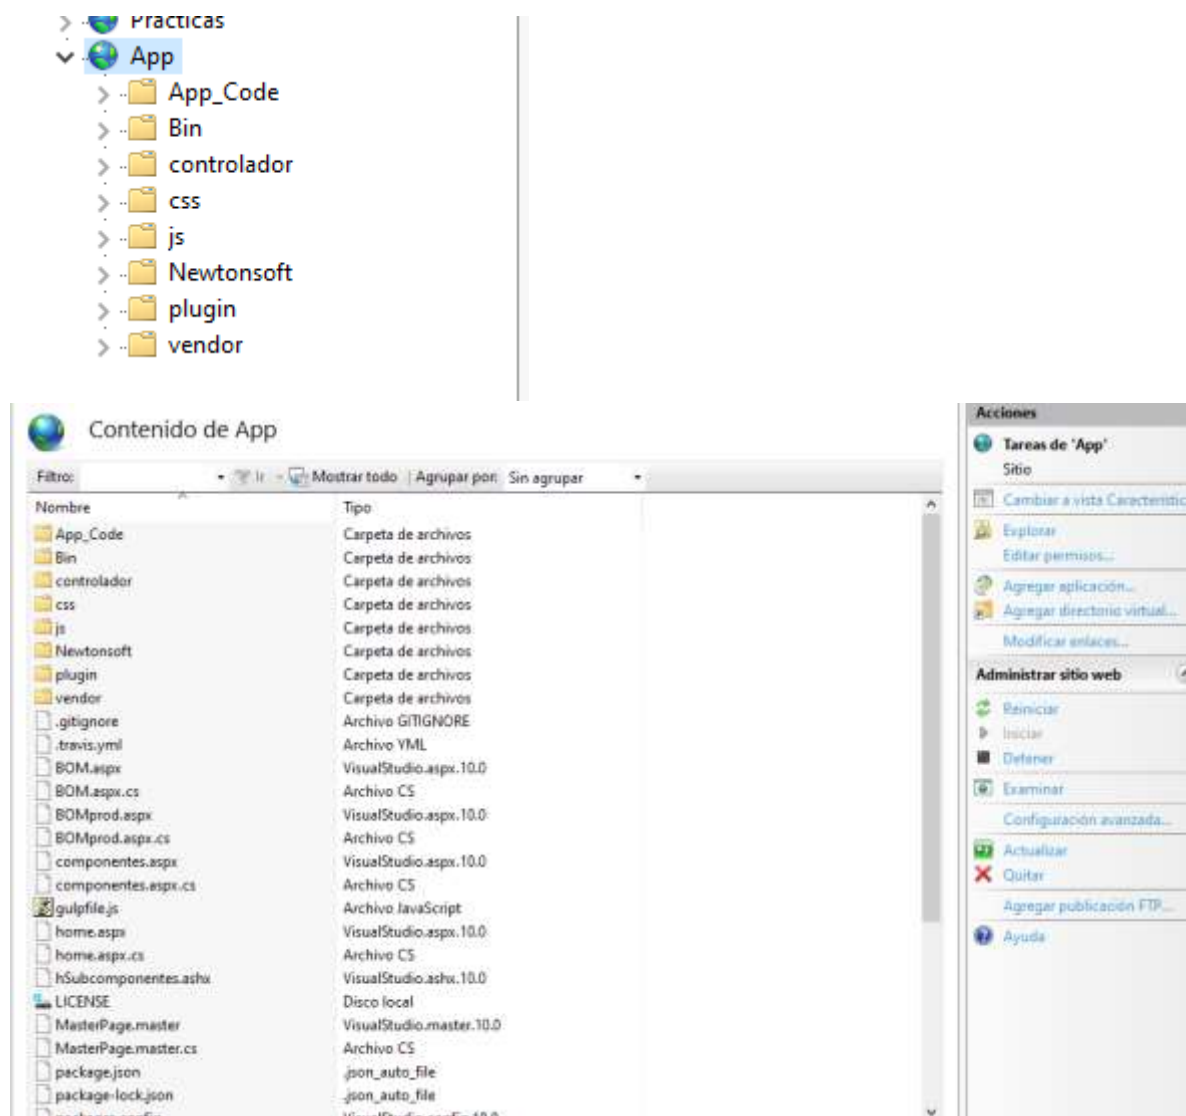 Prácticas
App
App_Code
Bin
controlador
css
js
Newtonsoft
plugin
vendor
Contenido de App
Filtro: Ir Mostrar todo Agrupar por: Sin agrupar
Nombre Tipo
App_Code Carpeta de archivos
Bin Carpeta de archivos
controlador Carpeta de archivos
css Carpeta de archivos
js Carpeta de archivos
Newtonsoft Carpeta de archivos
plugin Carpeta de archivos
vendor Carpeta de archivos
.gitignore Archivo GITIGNORE
.travis.yml Archivo YML
BOM.aspx VisualStudio.aspx.10.0
BOM.aspx.cs Archivo CS
BOMprod.aspx VisualStudio.aspx.10.0
BOMprod.aspx.cs Archivo CS
componentes.aspx VisualStudio.aspx.10.0
componentes.aspx.cs Archivo CS
gulpfile.js Archivo JavaScript
home.aspx VisualStudio.aspx.10.0
home.aspx.cs Archivo CS
hSubcomponentes.ashx VisualStudio.ashx.10.0
LICENSE Disco local
MasterPage.master VisualStudio.master.10.0
MasterPage.master.cs Archivo CS
package.json .json_auto_file
package-lock.json .json_auto_file
Acciones
Tareas de 'App'
Sitio
Cambiar a vista Característic
Explorar
Editar permisos...
Agregar aplicación...
Agregar directorio virtual...
Modificar enlaces...
Administrar sitio web
Reiniciar
Iniciar
Detener
Examinar
Configuración avanzada...
Actualizar
Quitar
Agregar publicación FTP...
Ayuda